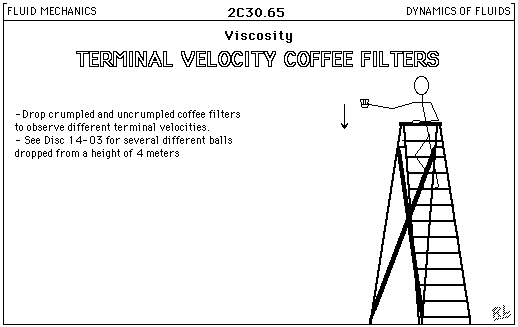 FLUID MECHANICS
2C30.65
DYNAMICS OF FLUIDS
Viscosity
TERMINAL VELOCITY COFFEE FILTERS
-Drop crumpled and uncrumpled coffee filters
to observe different terminal velocities.
- See Disc 14-03 for several different balls
dropped from a height of 4 meters